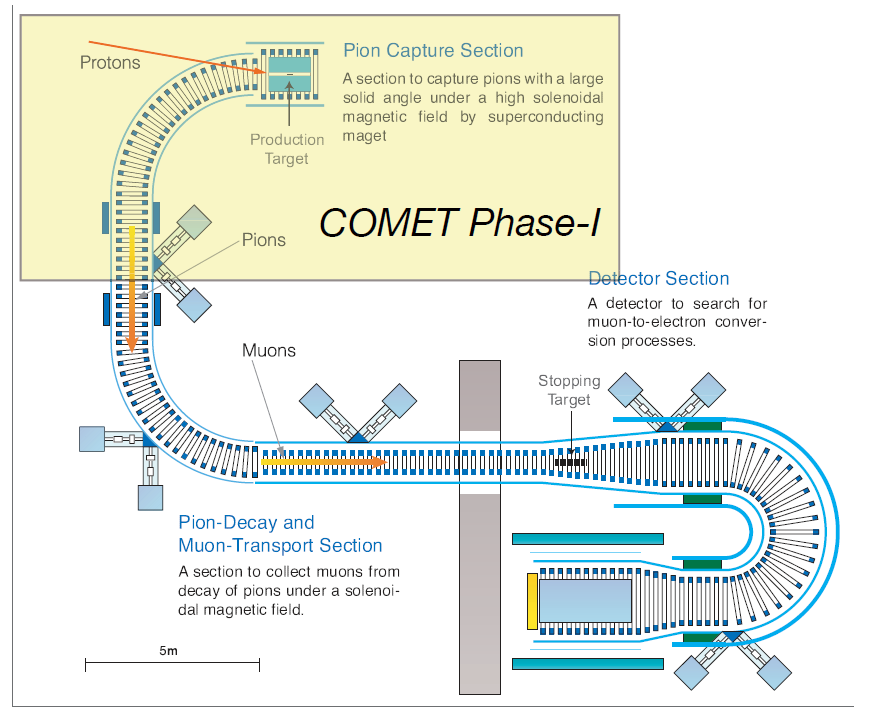 Protons
Pion Capture Section
A section to capture pions with a large
solid angle under a high solenoidal
magnetic field by superconducting
maget
Production
Target
COMET Phase-I
Pions
Detector Section
A detector to search for
muon-to-electron conver-
sion processes.
Muons
Stopping
Target
Pion-Decay and
Muon-Transport Section
A section to collect muons from
decay of pions under a solenoi-
dal magnetic field.
5m